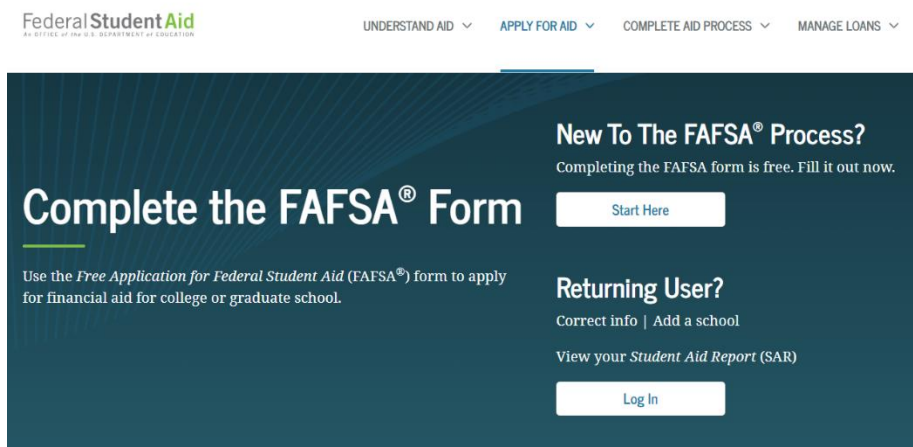 Federal Student Aid
An OFFICE of the U.S. DEPARTMENT of EDUCATION
UNDERSTAND AID
APPLY FOR AID
COMPLETE AID PROCESS
MANAGE LOANS
Complete the FAFSA® Form
Use the Free Application for Federal Student Aid (FAFSA®) form to apply
for financial aid for college or graduate school.
New To The FAFSA® Process?
Completing the FAFSA form is free. Fill it out now.
Start Here
Returning User?
Correct info | Add a school
View your Student Aid Report (SAR)
Log In